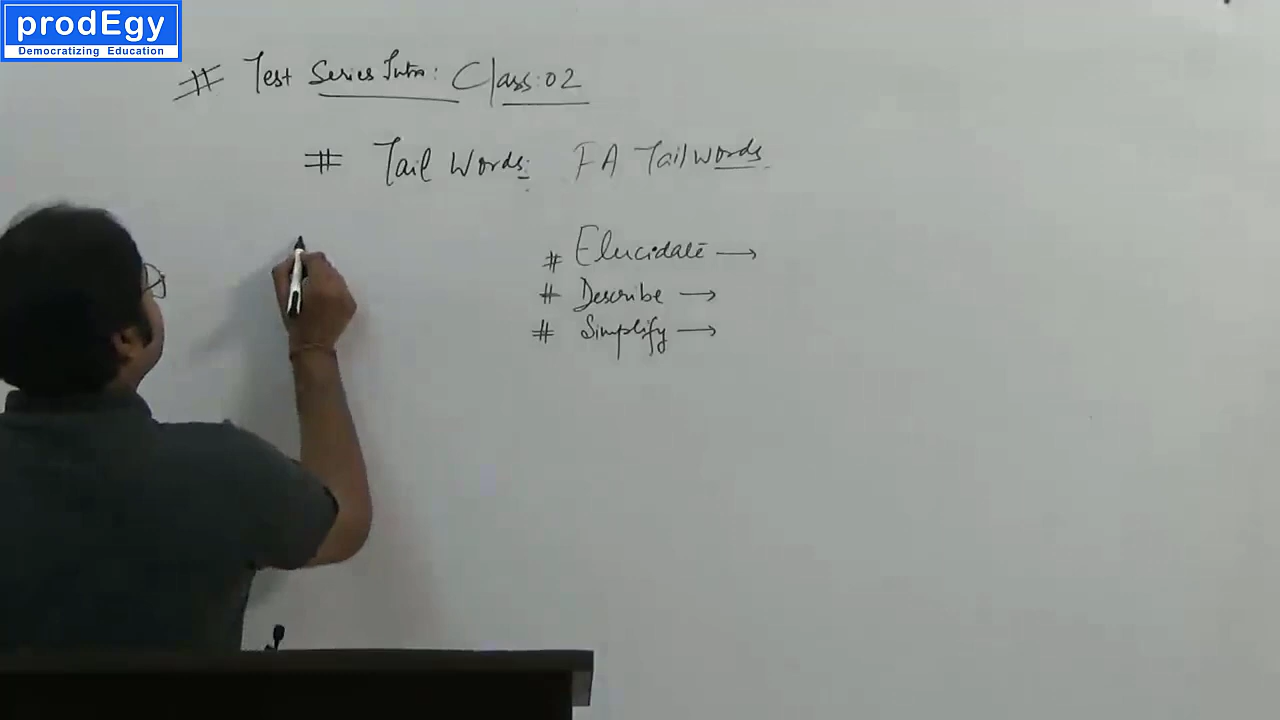 prodEgy
Democratizing Education
# Test Series Intro: Class:02
# Tail Words: FA Tailwords
# Elucidate →
# Describe →
# Simplify →